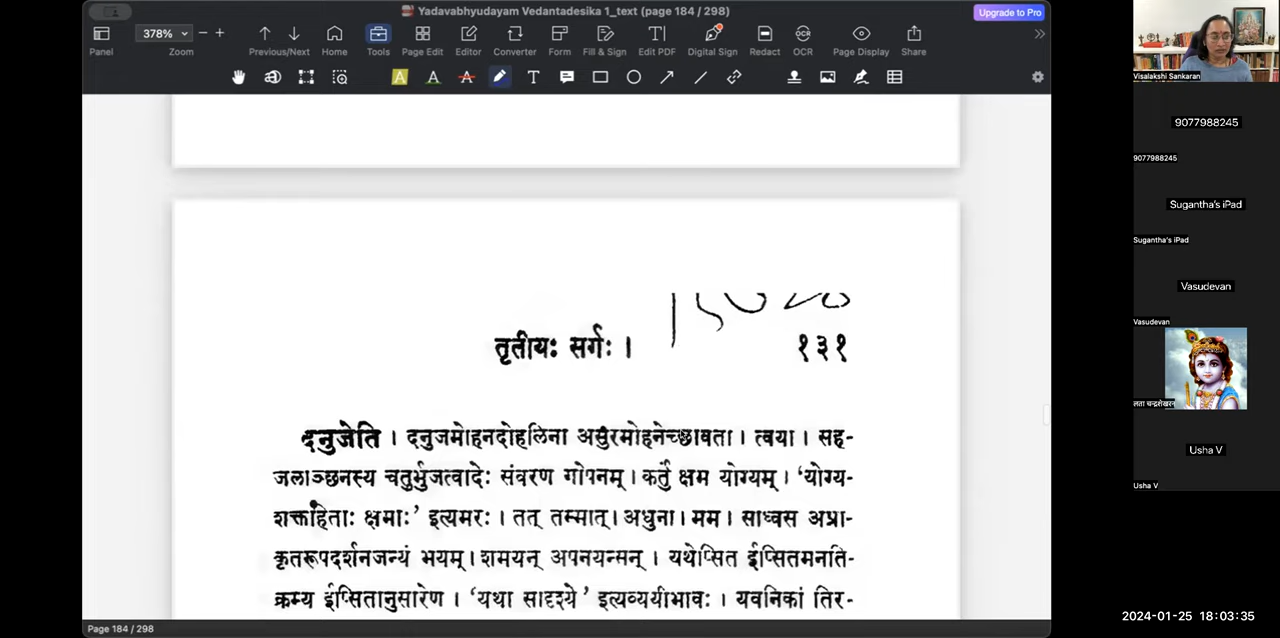 Yadavabhyudayam Vedantadesika 1_text (page 184 / 298)
Upgrade to Pro
378%
Panel Zoom Previous/Next Home Tools Page Edit Editor Converter Form Fill & Sign Edit PDF Digital Sign Redact OCR Page Display Share
तृतीयः सर्गः । १३१
दनुजेति । दनुजमोहनदोहलिना असुरमोहनेच्छावता । त्वया । सह-
जलाञ्छनस्य चतुर्भुजत्वादेः संवरण गोपनम् । कर्तुं क्षम योग्यम् । ‘योग्य-
शक्तहिताः क्षमाः’ इत्यमरः । तत् तस्मात् । अधुना । मम । साध्वस अप्रा-
कृतरूपदर्शनजन्यं भयम् । शमयन् अपनयन्सन् । यथेप्सित ईप्सितमनति-
क्रम्य ईप्सितानुसारेण । ‘यथा सादृश्ये’ इत्यव्ययीभावः । यवनिकां तिर-
Page 184 / 298
Visalakshi Sankaran
9077988245
9077988245
Sugantha's iPad
Sugantha's iPad
Vasudevan
Vasudevan
लता चन्द्रशेखरन
Usha V
Usha V
2024-01-25 18:03:35